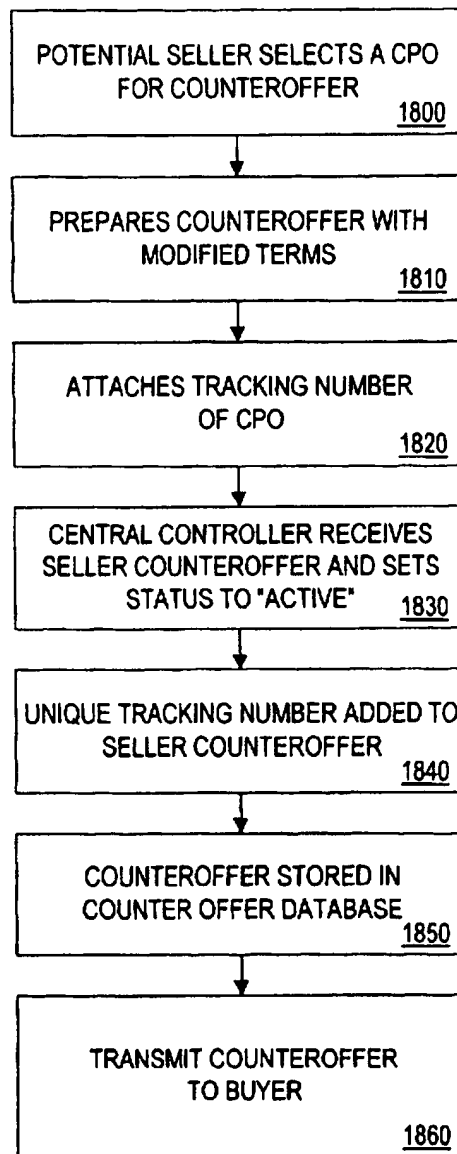 POTENTIAL SELLER SELECTS A CPO
FOR COUNTEROFFER
1800
PREPARES COUNTEROFFER WITH
MODIFIED TERMS
1810
ATTACHES TRACKING NUMBER
OF CPO
1820
CENTRAL CONTROLLER RECEIVES
SELLER COUNTEROFFER AND SETS
STATUS TO "ACTIVE"
1830
UNIQUE TRACKING NUMBER ADDED TO
SELLER COUNTEROFFER
1840
COUNTEROFFER STORED IN
COUNTER OFFER DATABASE
1850
TRANSMIT COUNTEROFFER
TO BUYER
1860